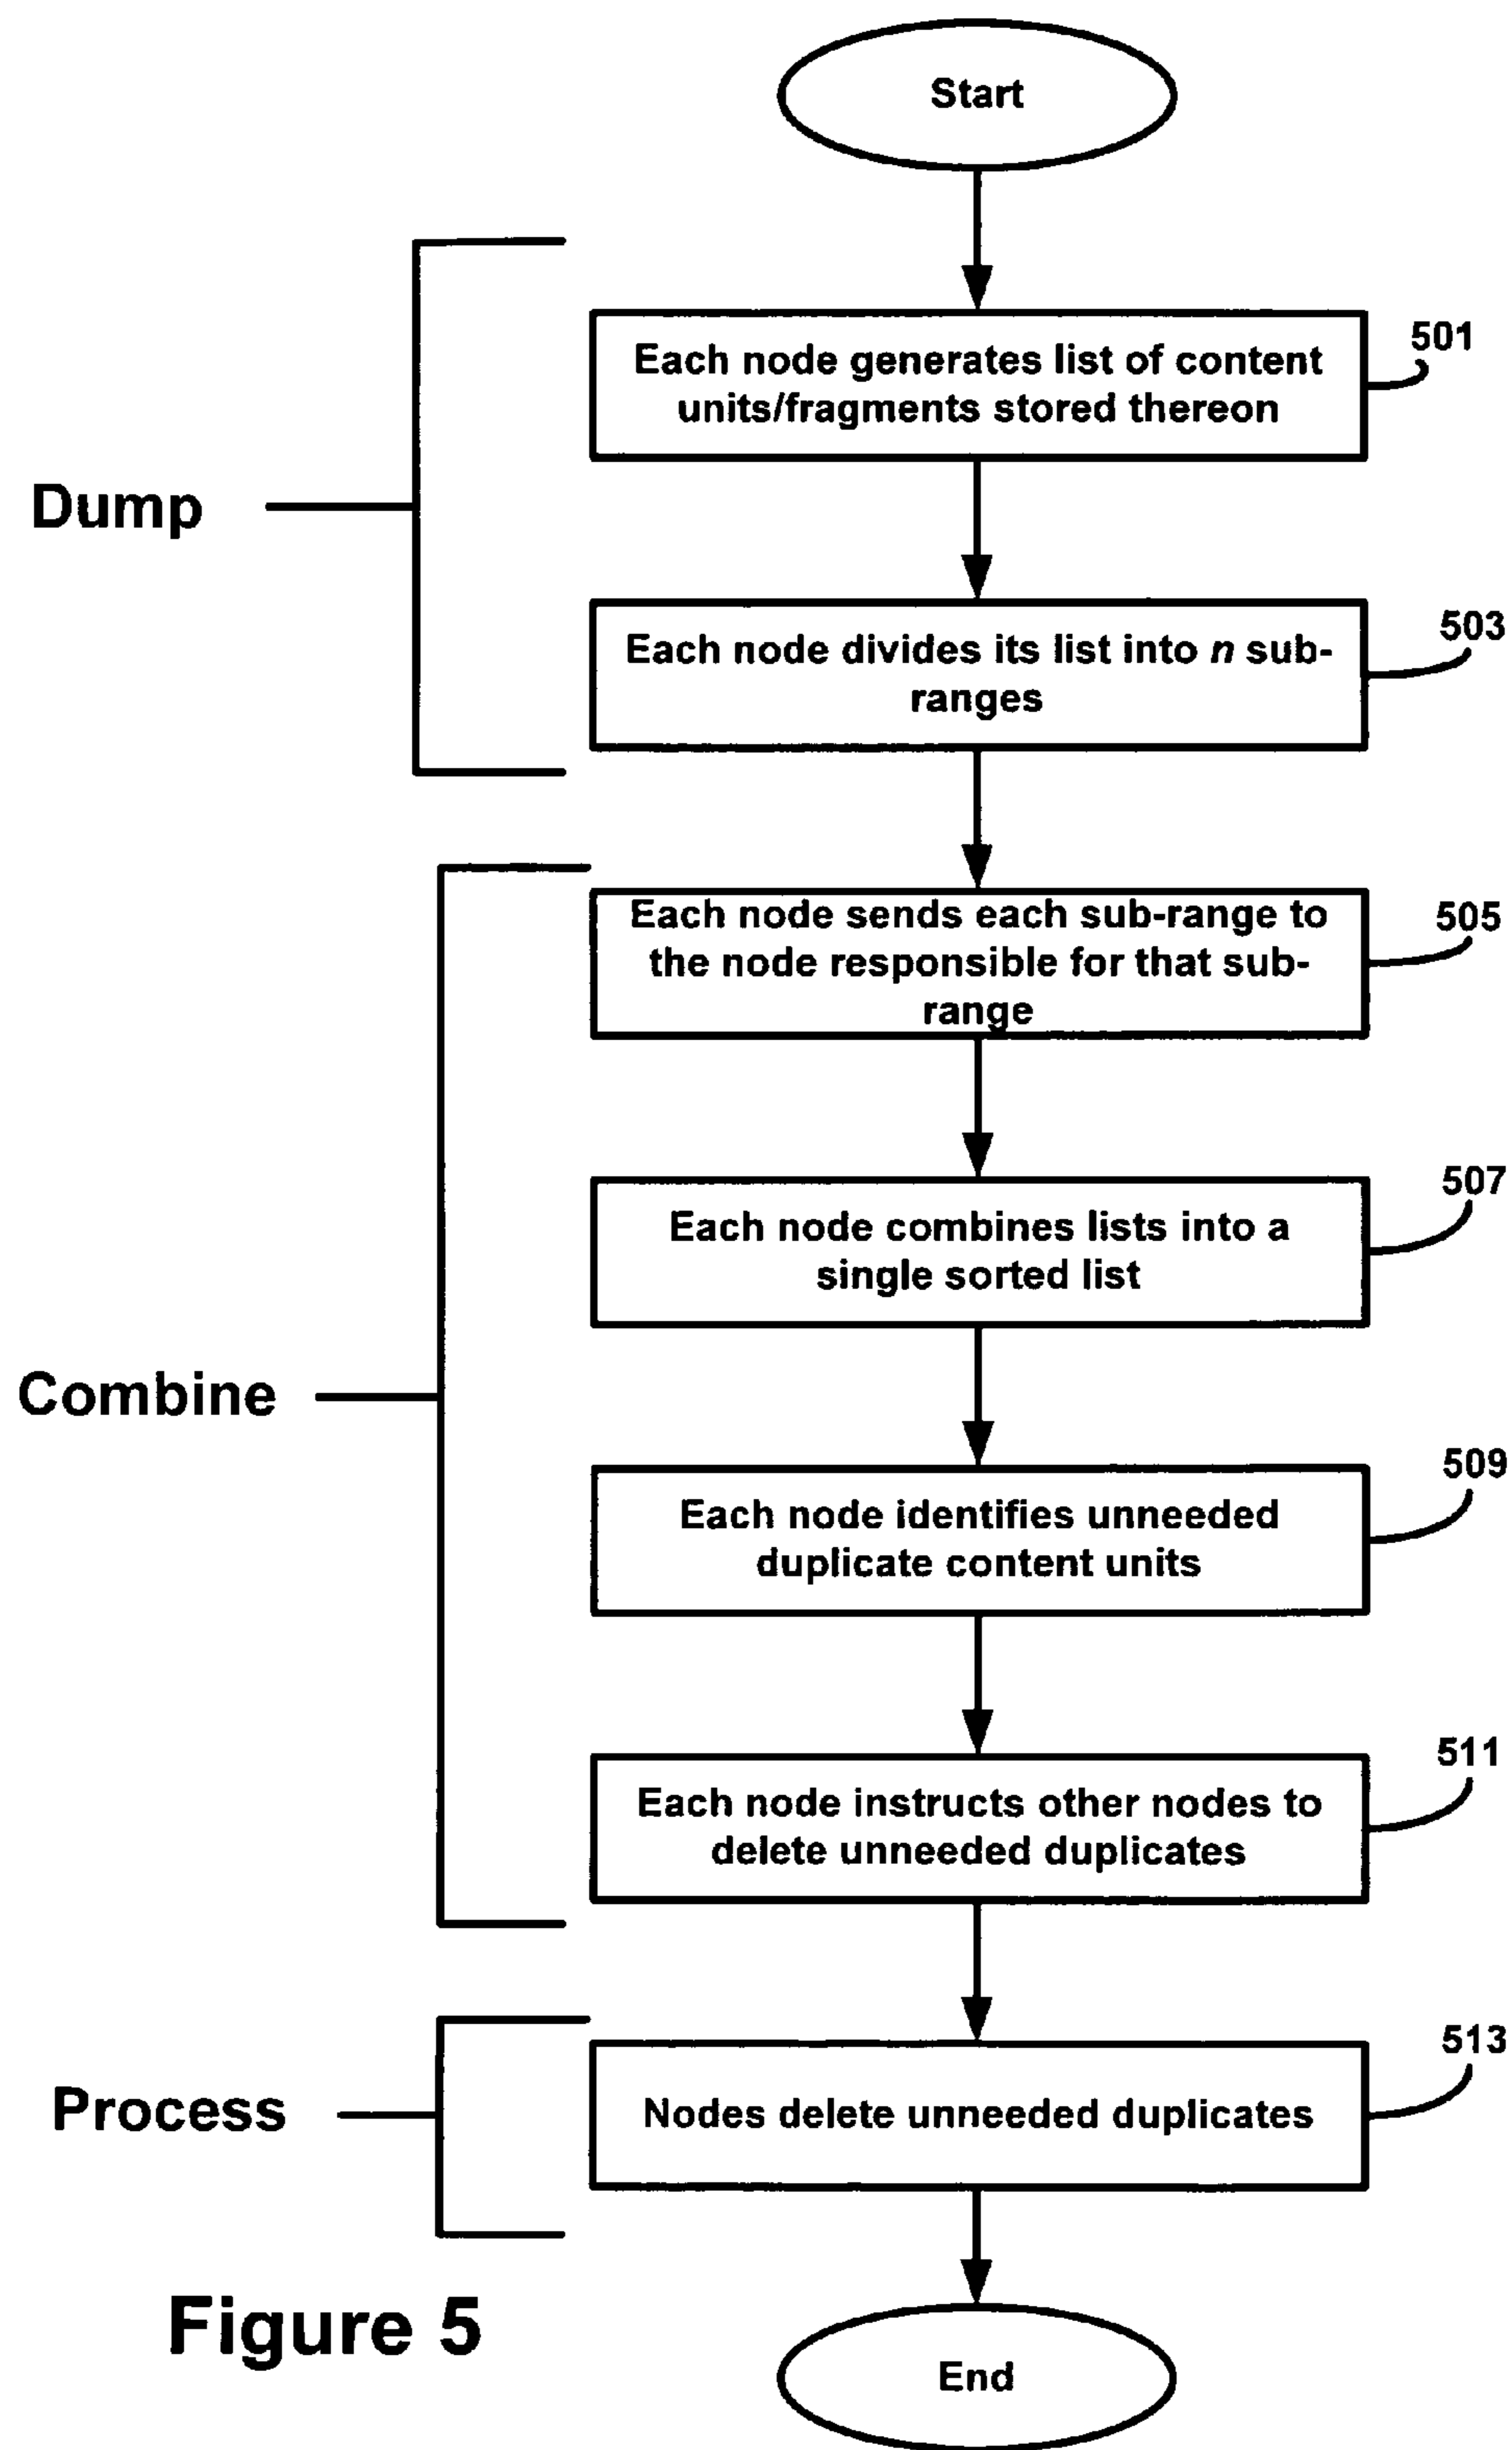 Start
Each node generates list of content
units/fragments stored thereon
501
Dump
Each node divides its list into n sub-
ranges
503
Each node sends each sub-range to
the node responsible for that sub-
range
505
Each node combines lists into a
single sorted list
507
Combine
Each node identifies unneeded
duplicate content units
509
Each node instructs other nodes to
delete unneeded duplicates
511
Process
Nodes delete unneeded duplicates
513
Figure 5
End